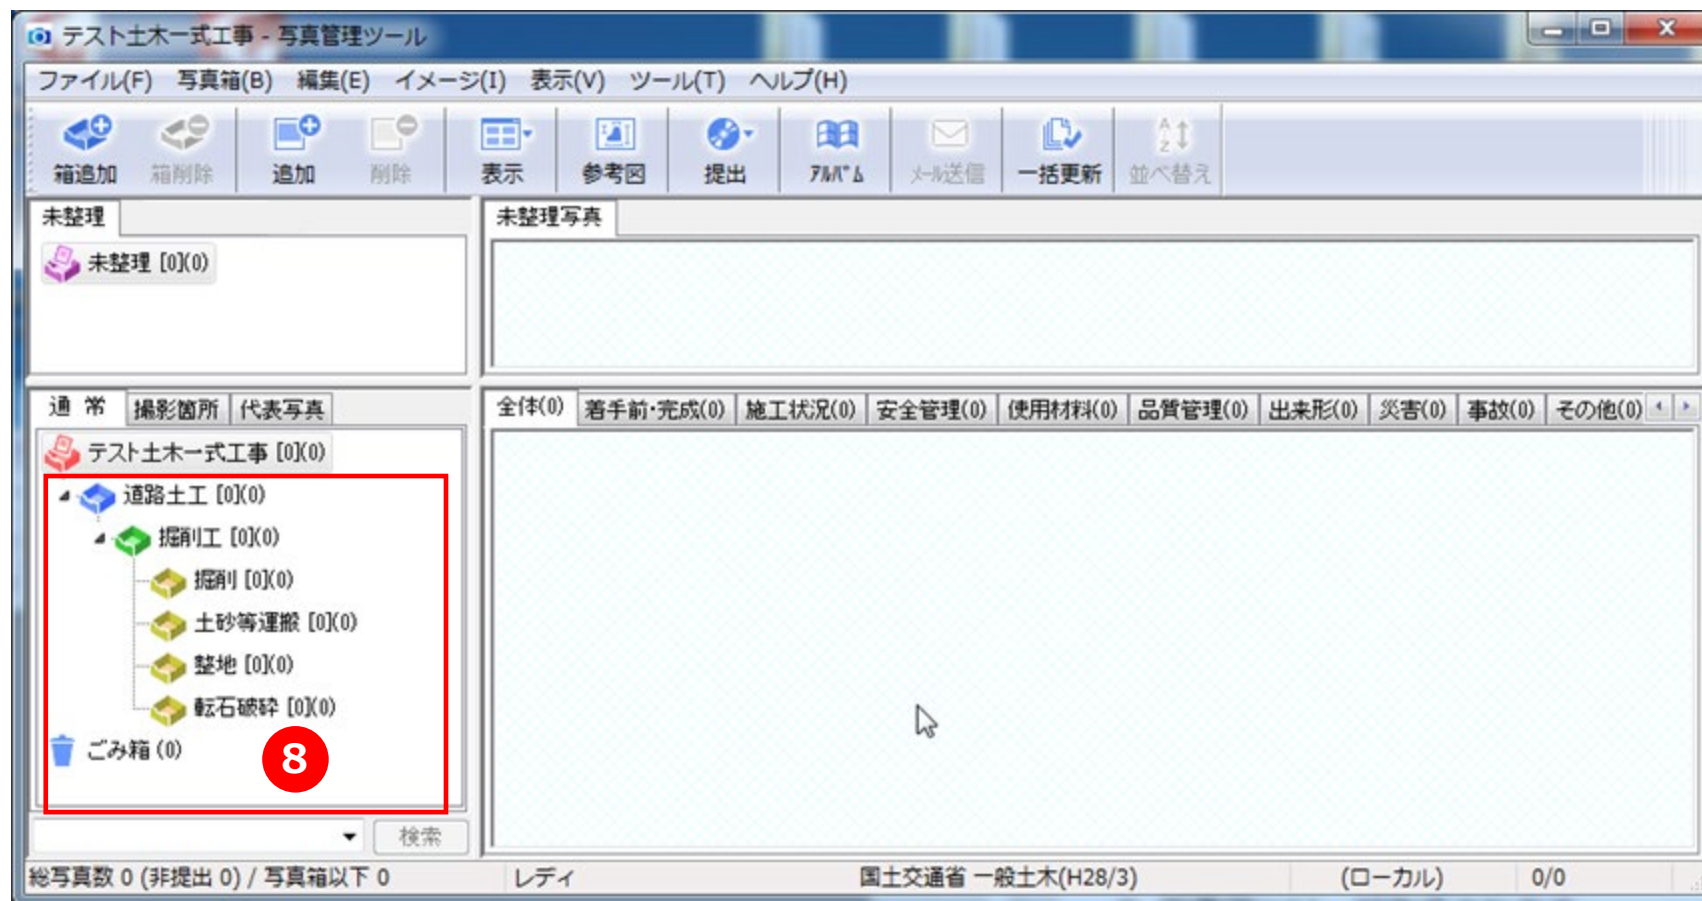 テスト土木一式工事 - 写真管理ツール
ファイル(F) 写真箱(B) 編集(E) イメージ(I) 表示(V) ツール(T) ヘルプ(H)
箱追加 箱削除 追加 削除 表示 参考図 提出 ｱﾙﾊﾞﾑ ﾒｰﾙ送信 一括更新 並べ替え
未整理
未整理 [0](0)
未整理写真
通 常 撮影箇所 代表写真
テスト土木一式工事 [0](0)
道路土工 [0](0)
掘削工 [0](0)
掘削 [0](0)
土砂等運搬 [0](0)
整地 [0](0)
転石破砕 [0](0)
ごみ箱 (0)
8
検索
全体(0) 着手前・完成(0) 施工状況(0) 安全管理(0) 使用材料(0) 品質管理(0) 出来形(0) 災害(0) 事故(0) その他(0)
総写真数 0 (非提出 0) / 写真箱以下 0 レディ 国土交通省 一般土木(H28/3) (ローカル) 0/0